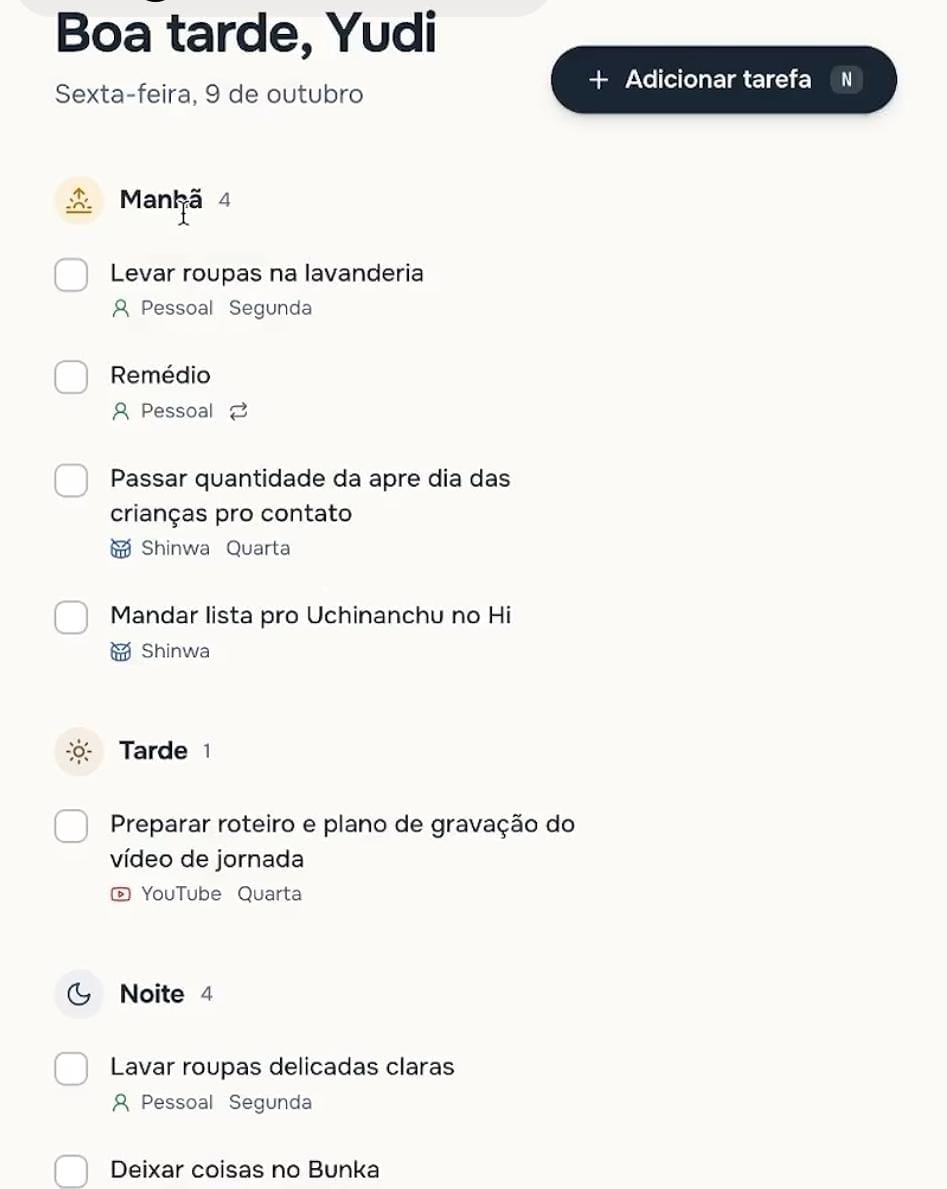 Boa tarde, Yudi
Sexta-feira, 9 de outubro
+ Adicionar tarefa N
Manhã 4
Levar roupas na lavanderia
Pessoal Segunda
Remédio
Pessoal
Passar quantidade da apre dia das
crianças pro contato
Shinwa Quarta
Mandar lista pro Uchinanchu no Hi
Shinwa
Tarde 1
Preparar roteiro e plano de gravação do
vídeo de jornada
YouTube Quarta
Noite 4
Lavar roupas delicadas claras
Pessoal Segunda
Deixar coisas no Bunka